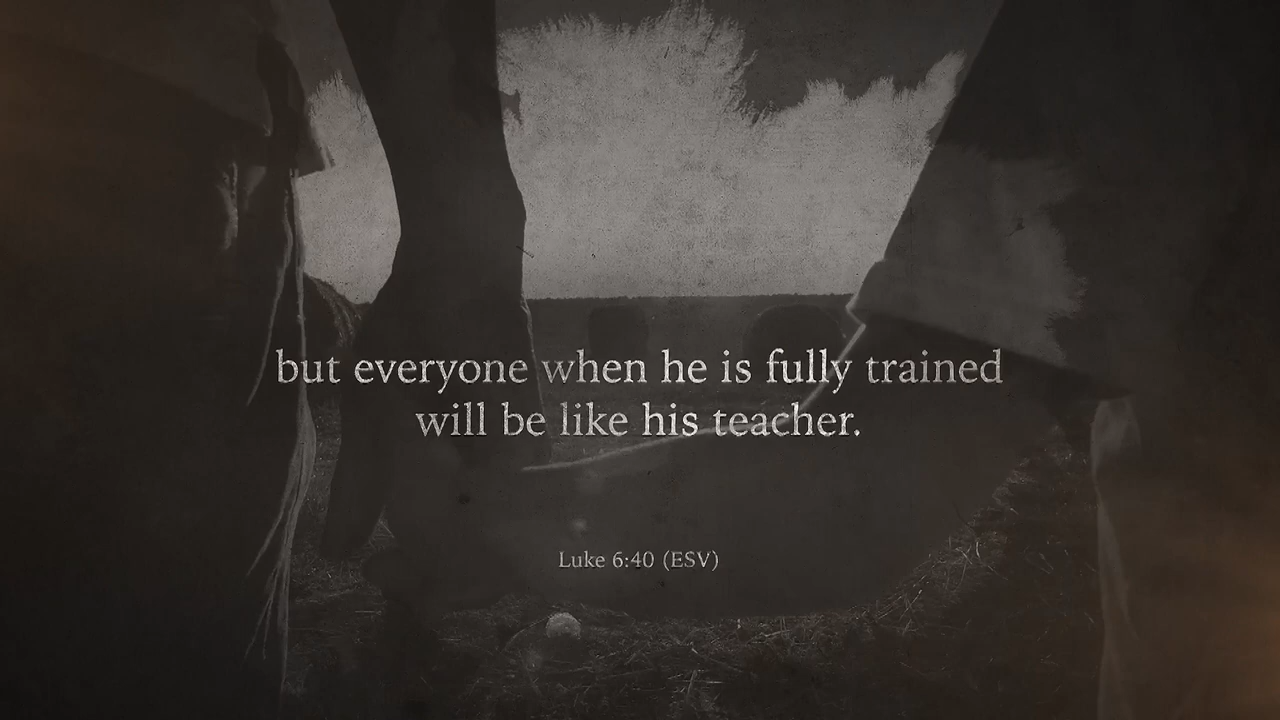 but everyone when he is fully trained
will be like his teacher.
Luke 6:40 (ESV)